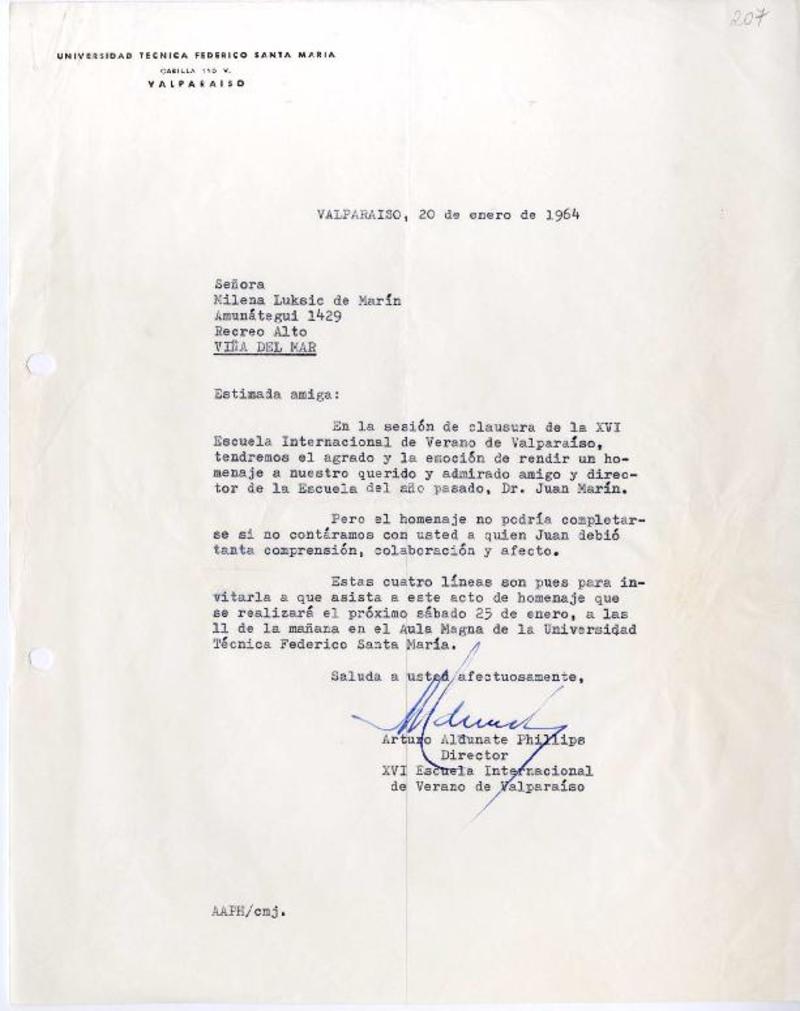 207
UNIVERSIDAD TECNICA FEDERICO SANTA MARIA
CASILLA 110 V.
VALPARAISO
VALPARAISO, 20 de enero de 1964
Señora
Milena Luksic de Marín
Amunátegui 1429
Recreo Alto
VIÑA DEL MAR
Estimada amiga:
En la sesión de clausura de la XVI
Escuela Internacional de Verano de Valparaíso,
tendremos el agrado y la emoción de rendir un ho-
menaje a nuestro querido y admirado amigo y direc-
tor de la Escuela del año pasado, Dr. Juan Marín.
Pero el homenaje no podría completar-
se si no contáramos con usted a quien Juan debió
tanta comprensión, colaboración y afecto.
Estas cuatro líneas son pues para in-
vitarla a que asista a este acto de homenaje que
se realizará el próximo sábado 25 de enero, a las
11 de la mañana en el Aula Magna de la Universidad
Técnica Federico Santa María.
Saluda a usted afectuosamente,
Arturo Aldunate Phillips
Director
XVI Escuela Internacional
de Verano de Valparaíso
AAPH/cmj.